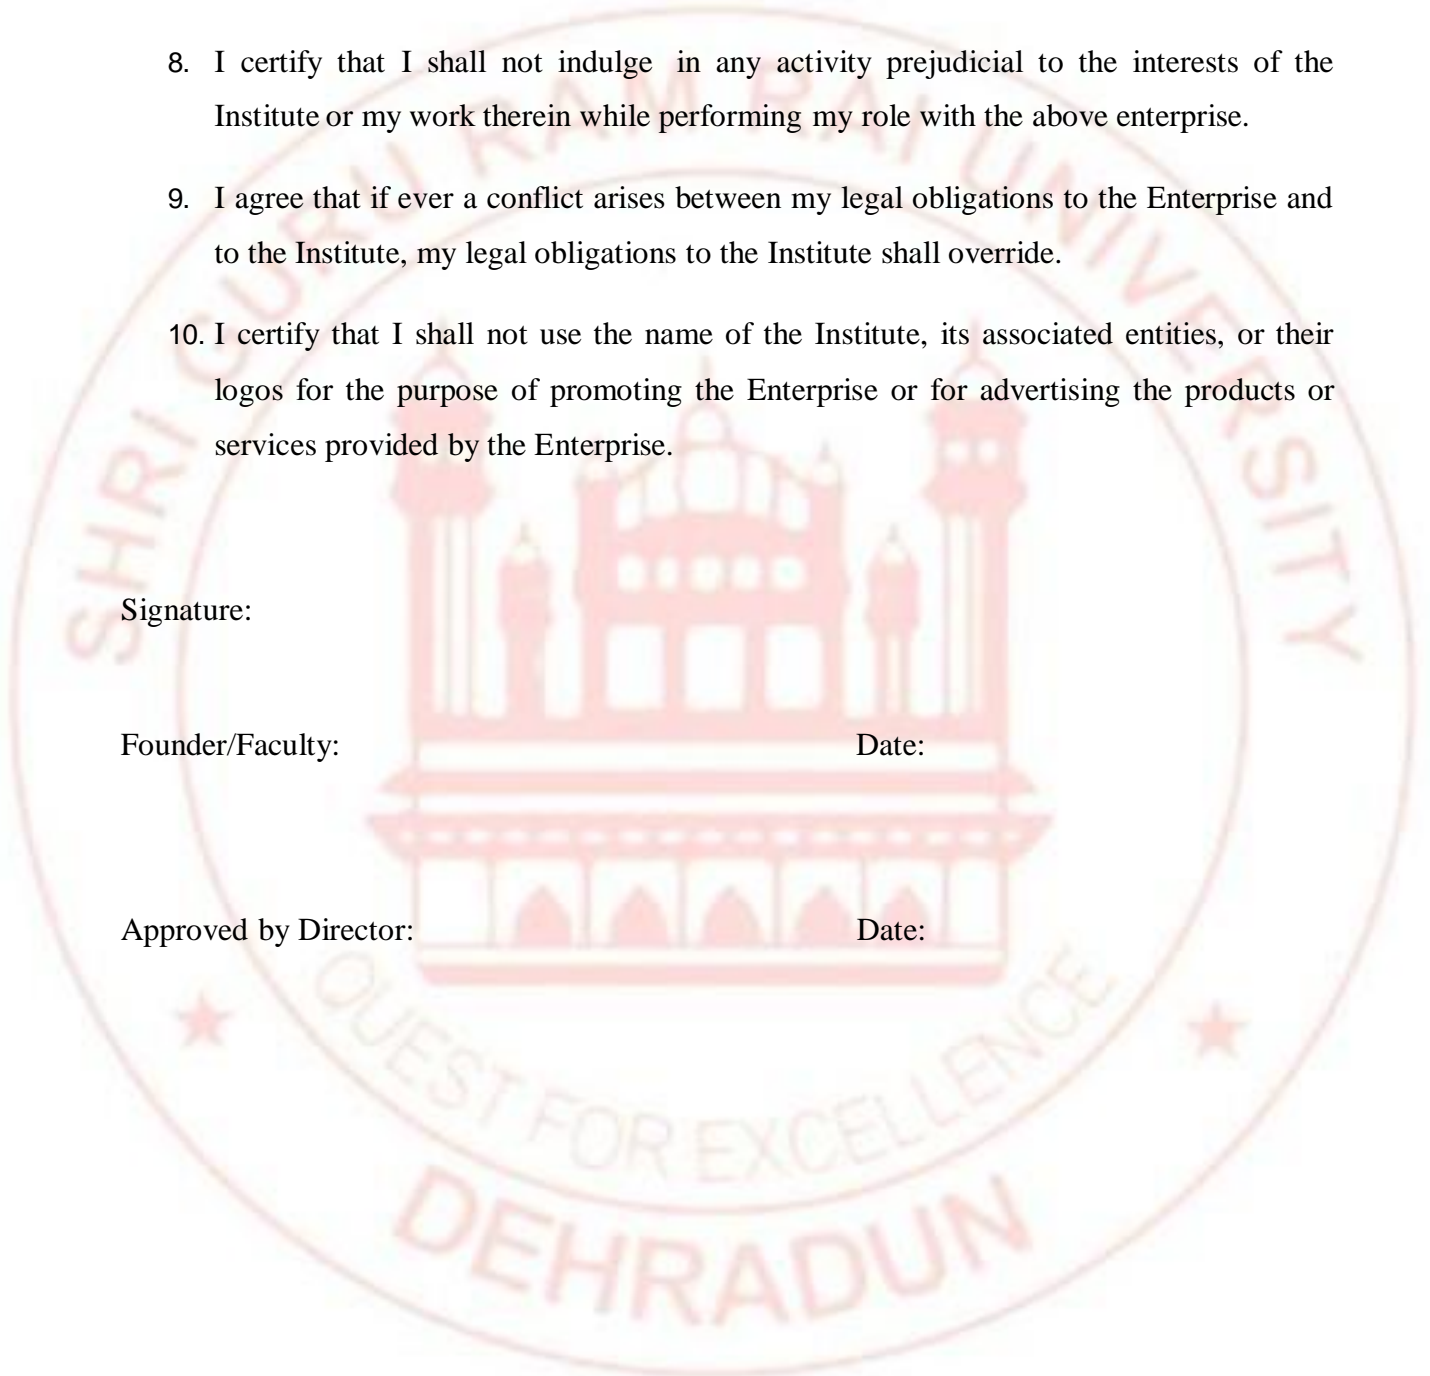 8. I certify that I shall not indulge in any activity prejudicial to the interests of the
Institute or my work therein while performing my role with the above enterprise.
9. I agree that if ever a conflict arises between my legal obligations to the Enterprise and
to the Institute, my legal obligations to the Institute shall override.
10. I certify that I shall not use the name of the Institute, its associated entities, or their
logos for the purpose of promoting the Enterprise or for advertising the products or
services provided by the Enterprise.
Signature:
Founder/Faculty: Date:
Approved by Director: Date:
SHRI GURU RAM RAI UNIVERSITY
QUEST FOR EXCELLENCE
DEHRADUN